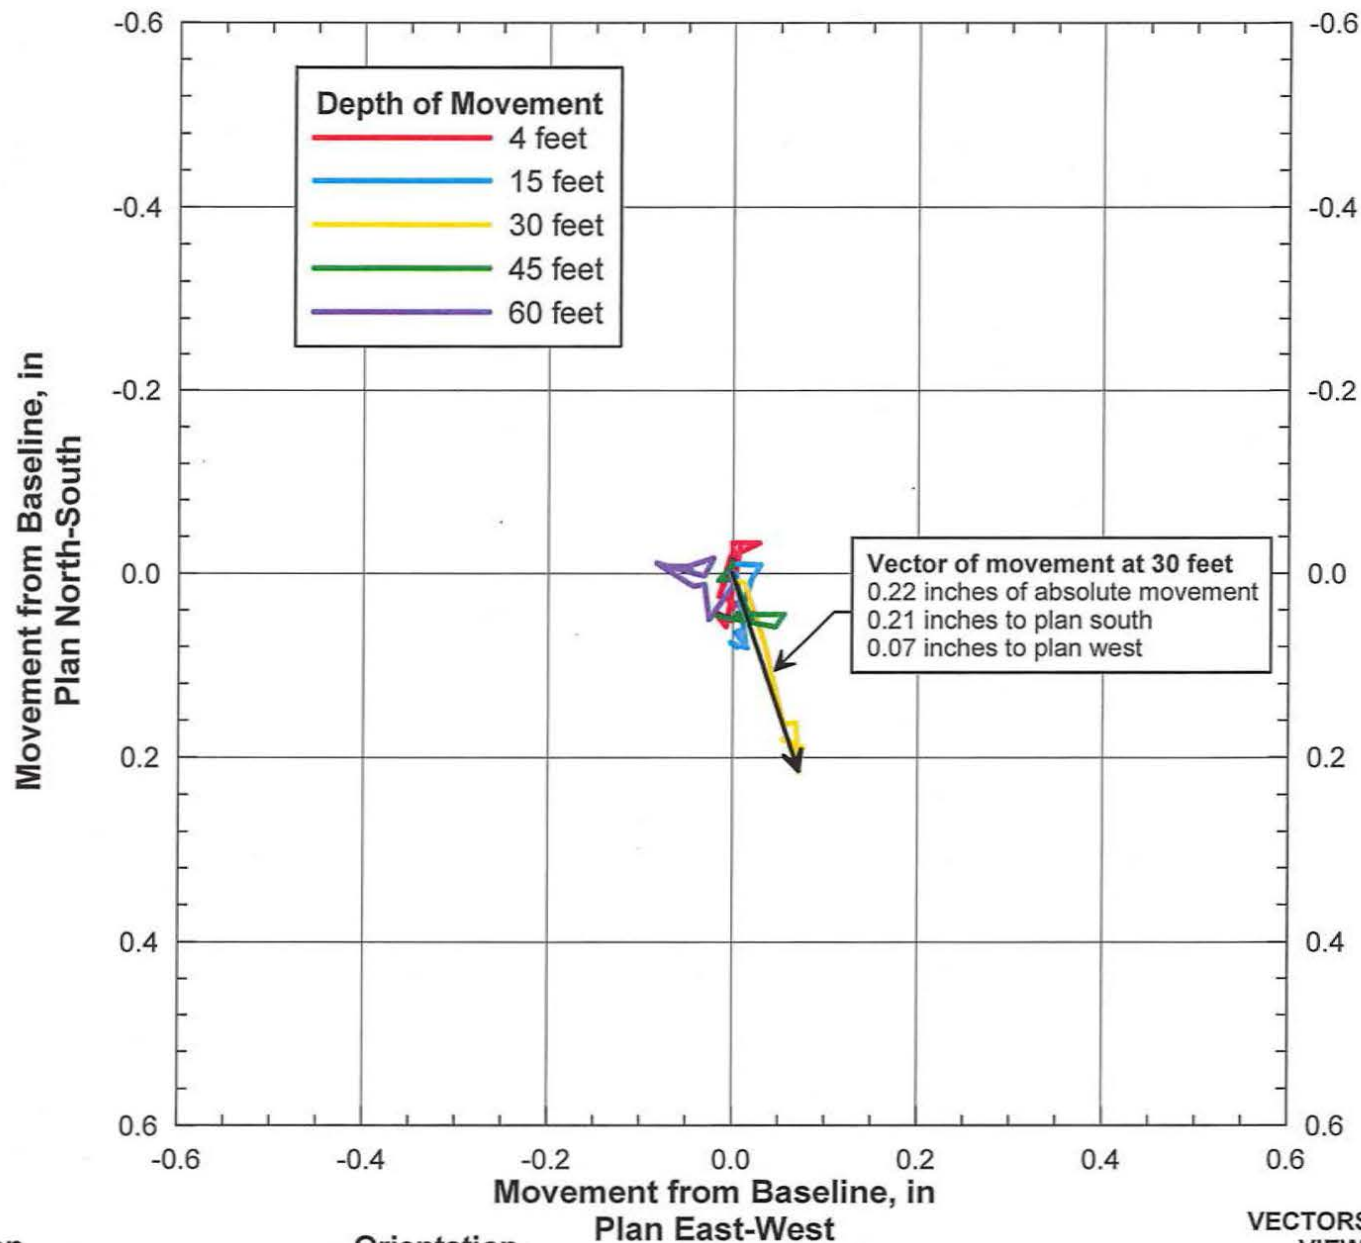 -0.6
-0.6
Depth of Movement
4 feet
15 feet
30 feet
45 feet
60 feet
-0.4
-0.4
-0.2
-0.2
Movement from Baseline, in
Plan North-South
0.0
0.0
Vector of movement at 30 feet
0.22 inches of absolute movement
0.21 inches to plan south
0.07 inches to plan west
0.2
0.2
0.4
0.4
0.6
0.6
-0.6 -0.4 -0.2 0.0 0.2 0.4 0.6
Movement from Baseline, in
Plan East-West
VECTORS
Orientation